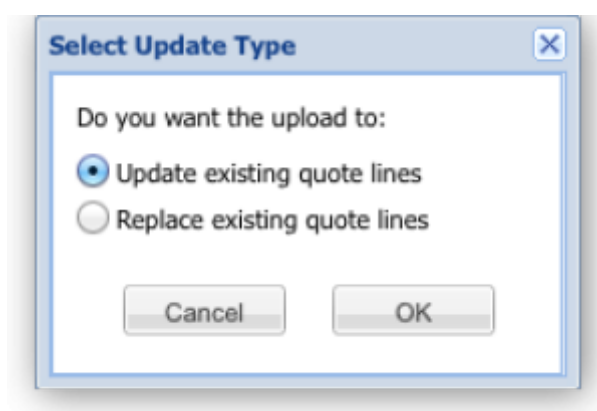 Select Update Type
Do you want the upload to:
Update existing quote lines
Replace existing quote lines
Cancel OK